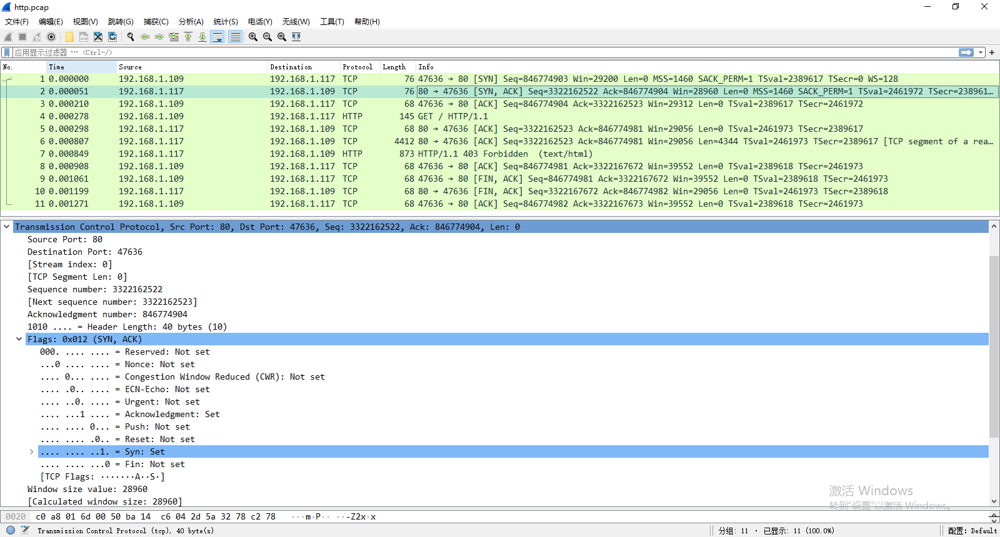 http.pcap
文件(F) 编辑(E) 视图(V) 跳转(G) 捕获(C) 分析(A) 统计(S) 电话(Y) 无线(W) 工具(T) 帮助(H)
应用显示过滤器 … <Ctrl-/>
No. Time Source Destination Protocol Length Info
1 0.000000 192.168.1.109 192.168.1.117 TCP 76 47636 → 80 [SYN] Seq=846774903 Win=29200 Len=0 MSS=1460 SACK_PERM=1 TSval=2389617 TSecr=0 WS=128
2 0.000051 192.168.1.117 192.168.1.109 TCP 76 80 → 47636 [SYN, ACK] Seq=3322162522 Ack=846774904 Win=28960 Len=0 MSS=1460 SACK_PERM=1 TSval=2461972 TSecr=238961…
3 0.000210 192.168.1.109 192.168.1.117 TCP 68 47636 → 80 [ACK] Seq=846774904 Ack=3322162523 Win=29312 Len=0 TSval=2389617 TSecr=2461972
4 0.000278 192.168.1.109 192.168.1.117 HTTP 145 GET / HTTP/1.1
5 0.000298 192.168.1.117 192.168.1.109 TCP 68 80 → 47636 [ACK] Seq=3322162523 Ack=846774981 Win=29056 Len=0 TSval=2461973 TSecr=2389617
6 0.000807 192.168.1.117 192.168.1.109 TCP 4412 80 → 47636 [ACK] Seq=3322162523 Ack=846774981 Win=29056 Len=4344 TSval=2461973 TSecr=2389617 [TCP segment of a rea…
7 0.000849 192.168.1.117 192.168.1.109 HTTP 873 HTTP/1.1 403 Forbidden  (text/html)
8 0.000908 192.168.1.109 192.168.1.117 TCP 68 47636 → 80 [ACK] Seq=846774981 Ack=3322167672 Win=39552 Len=0 TSval=2389618 TSecr=2461973
9 0.001061 192.168.1.109 192.168.1.117 TCP 68 47636 → 80 [FIN, ACK] Seq=846774981 Ack=3322167672 Win=39552 Len=0 TSval=2389618 TSecr=2461973
10 0.001199 192.168.1.117 192.168.1.109 TCP 68 80 → 47636 [FIN, ACK] Seq=3322167672 Ack=846774982 Win=29056 Len=0 TSval=2461973 TSecr=2389618
11 0.001271 192.168.1.109 192.168.1.117 TCP 68 47636 → 80 [ACK] Seq=846774982 Ack=3322167673 Win=39552 Len=0 TSval=2389618 TSecr=2461973
Transmission Control Protocol, Src Port: 80, Dst Port: 47636, Seq: 3322162522, Ack: 846774904, Len: 0
Source Port: 80
Destination Port: 47636
[Stream index: 0]
[TCP Segment Len: 0]
Sequence number: 3322162522
[Next sequence number: 3322162523]
Acknowledgment number: 846774904
1010 .... = Header Length: 40 bytes (10)
Flags: 0x012 (SYN, ACK)
000. .... .... = Reserved: Not set
...0 .... .... = Nonce: Not set
.... 0... .... = Congestion Window Reduced (CWR): Not set
.... .0.. .... = ECN-Echo: Not set
.... ..0. .... = Urgent: Not set
.... ...1 .... = Acknowledgment: Set
.... .... 0... = Push: Not set
.... .... .0.. = Reset: Not set
.... .... ..1. = Syn: Set
.... .... ...0 = Fin: Not set
[TCP Flags: ·······A··S·]
Window size value: 28960
[Calculated window size: 28960]
激活 Windows
转到"设置"以激活 Windows。
0020 c0 a8 01 6d 00 50 ba 14 c6 04 2d 5a 32 78 c2 78 ···m·P·· ··-Z2x·x
Transmission Control Protocol (tcp), 40 byte(s)
分组: 11 · 已显示: 11 (100.0%)
配置: Default